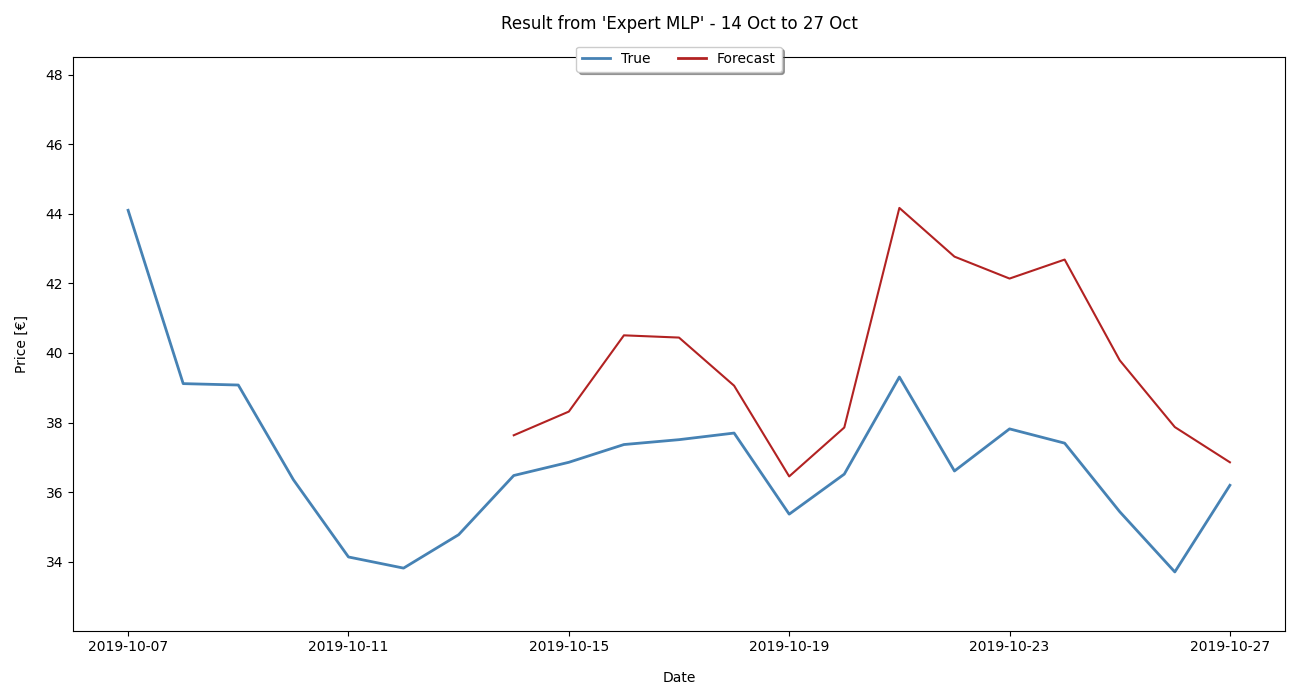 Result from 'Expert MLP' - 14 Oct to 27 Oct
True Forecast
48
46
44
42
40
38
36
34
Price [€]
2019-10-07 2019-10-11 2019-10-15 2019-10-19 2019-10-23 2019-10-27
Date